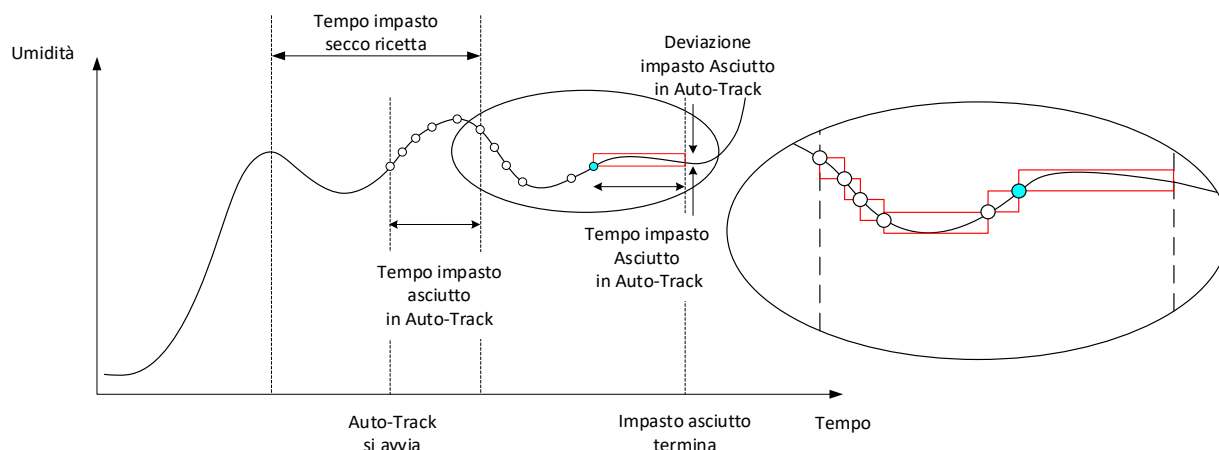 Tempo impasto
secco ricetta
Umidità
Deviazione
impasto Asciutto
in Auto-Track
Tempo impasto
asciutto
in Auto-Track
Tempo impasto
Asciutto
in Auto-Track
Auto-Track
si avvia
Impasto asciutto
termina
Tempo